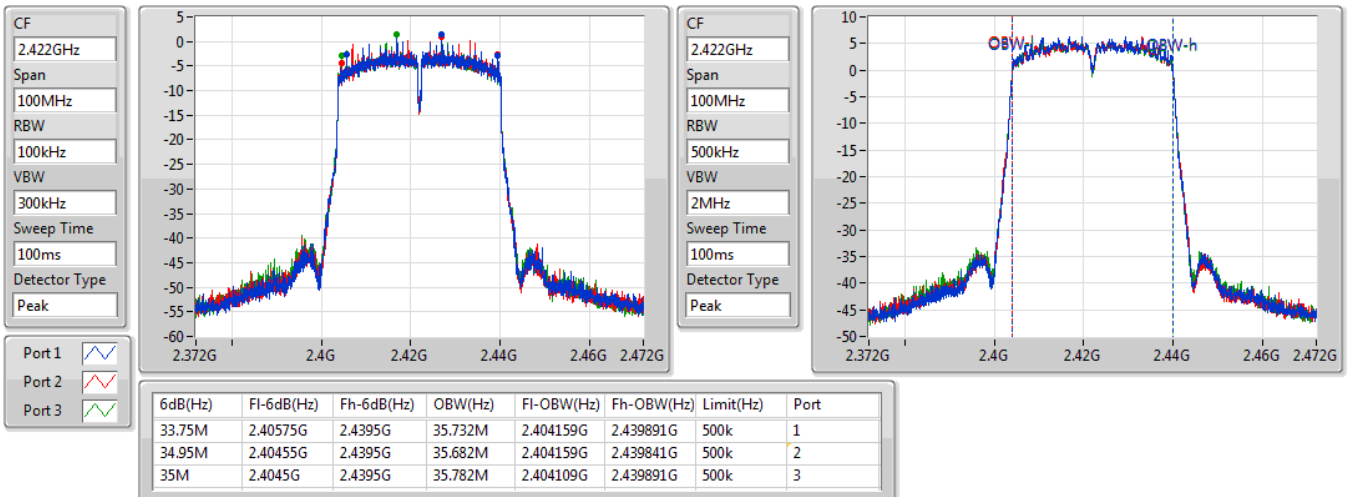 CF
2.422GHz
Span
100MHz
RBW
100kHz
VBW
300kHz
Sweep Time
100ms
Detector Type
Peak
5
0
-5
-10
-15
-20
-25
-30
-35
-40
-45
-50
-55
-60
2.372G 2.4G 2.42G 2.44G 2.46G 2.472G
CF
2.422GHz
Span
100MHz
RBW
500kHz
VBW
2MHz
Sweep Time
100ms
Detector Type
Peak
10
5
0
-5
-10
-15
-20
-25
-30
-35
-40
-45
-50
OBW-h
2.372G 2.4G 2.42G 2.44G 2.46G 2.472G
Port 1
Port 2
Port 3
6dB(Hz) Fl-6dB(Hz) Fh-6dB(Hz) OBW(Hz) Fl-OBW(Hz) Fh-OBW(Hz) Limit(Hz) Port
33.75M 2.40575G 2.4395G 35.732M 2.404159G 2.439891G 500k 1
34.95M 2.40455G 2.4395G 35.682M 2.404159G 2.439841G 500k 2
35M 2.4045G 2.4395G 35.782M 2.404109G 2.439891G 500k 3